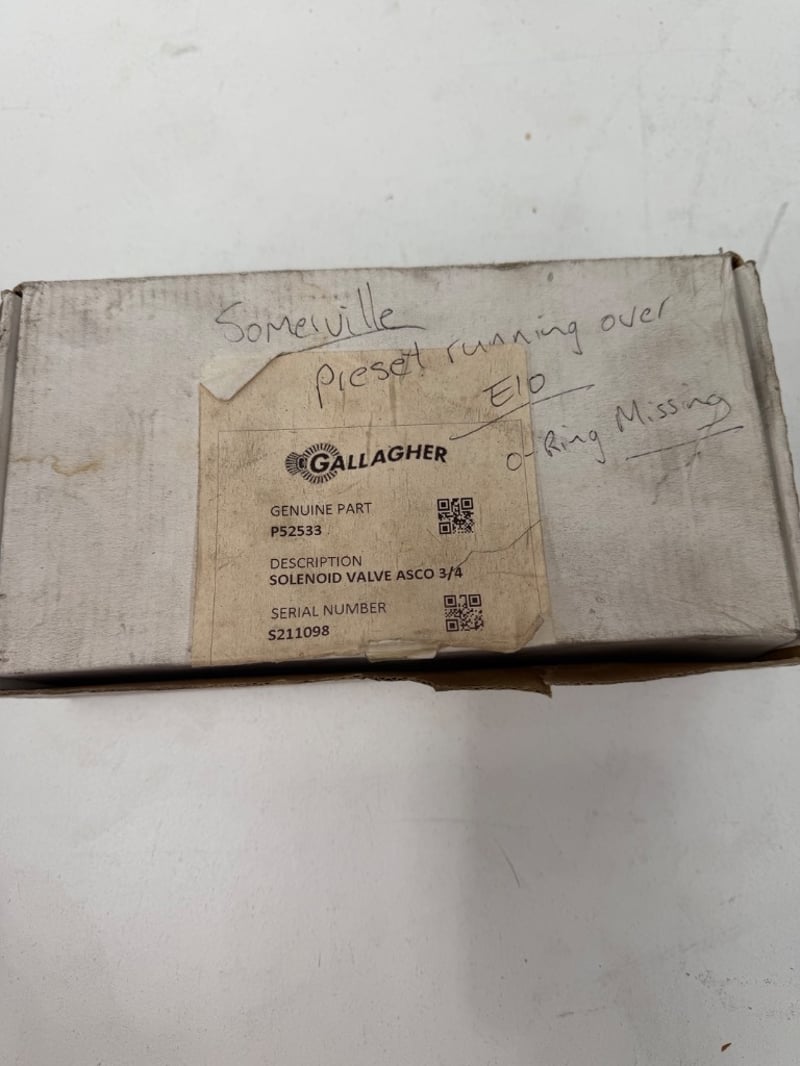 Somerville
Preset running over
E10
O-Ring Missing
GALLAGHER
GENUINE PART
P52533
DESCRIPTION
SOLENOID VALVE ASCO 3/4
SERIAL NUMBER
S211098